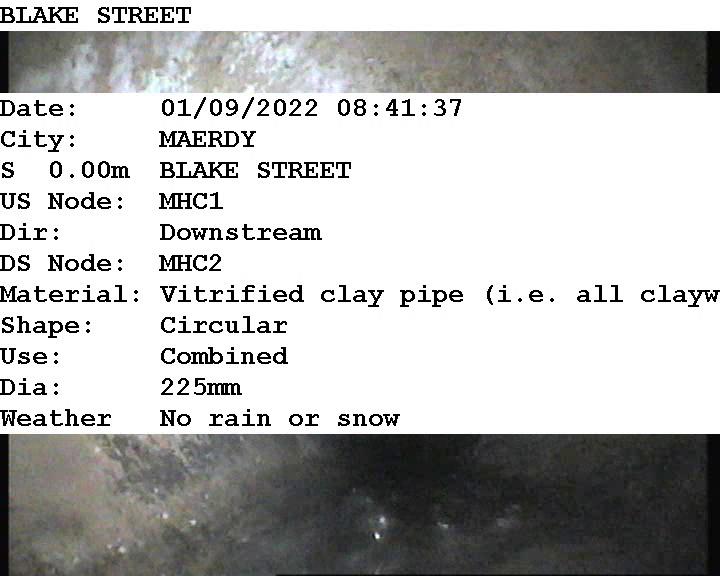 BLAKE STREET
Date: 01/09/2022 08:41:37
City: MAERDY
S 0.00m BLAKE STREET
US Node: MHC1
Dir: Downstream
DS Node: MHC2
Material: Vitrified clay pipe (i.e. all clayw
Shape: Circular
Use: Combined
Dia: 225mm
Weather No rain or snow